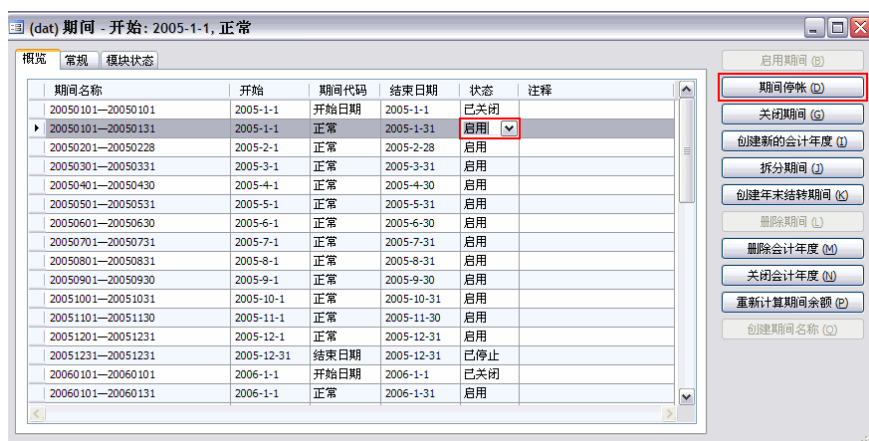 (dat) 期间 - 开始: 2005-1-1, 正常
概览 常规 模块状态
期间名称 开始 期间代码 结束日期 状态 注释
20050101—20050101 2005-1-1 开始日期 2005-1-1 已关闭
20050101—20050131 2005-1-1 正常 2005-1-31 启用
20050201—20050228 2005-2-1 正常 2005-2-28 启用
20050301—20050331 2005-3-1 正常 2005-3-31 启用
20050401—20050430 2005-4-1 正常 2005-4-30 启用
20050501—20050531 2005-5-1 正常 2005-5-31 启用
20050601—20050630 2005-6-1 正常 2005-6-30 启用
20050701—20050731 2005-7-1 正常 2005-7-31 启用
20050801—20050831 2005-8-1 正常 2005-8-31 启用
20050901—20050930 2005-9-1 正常 2005-9-30 启用
20051001—20051031 2005-10-1 正常 2005-10-31 启用
20051101—20051130 2005-11-1 正常 2005-11-30 启用
20051201—20051231 2005-12-1 正常 2005-12-31 启用
20051231—20051231 2005-12-31 结束日期 2005-12-31 已停止
20060101—20060101 2006-1-1 开始日期 2006-1-1 已关闭
20060101—20060131 2006-1-1 正常 2006-1-31 启用
启用期间 (B)
期间停帐 (D)
关闭期间 (G)
创建新的会计年度 (I)
拆分期间 (J)
创建年末结转期间 (K)
删除期间 (L)
删除会计年度 (M)
关闭会计年度 (N)
重新计算期间余额 (P)
创建期间名称 (Q)